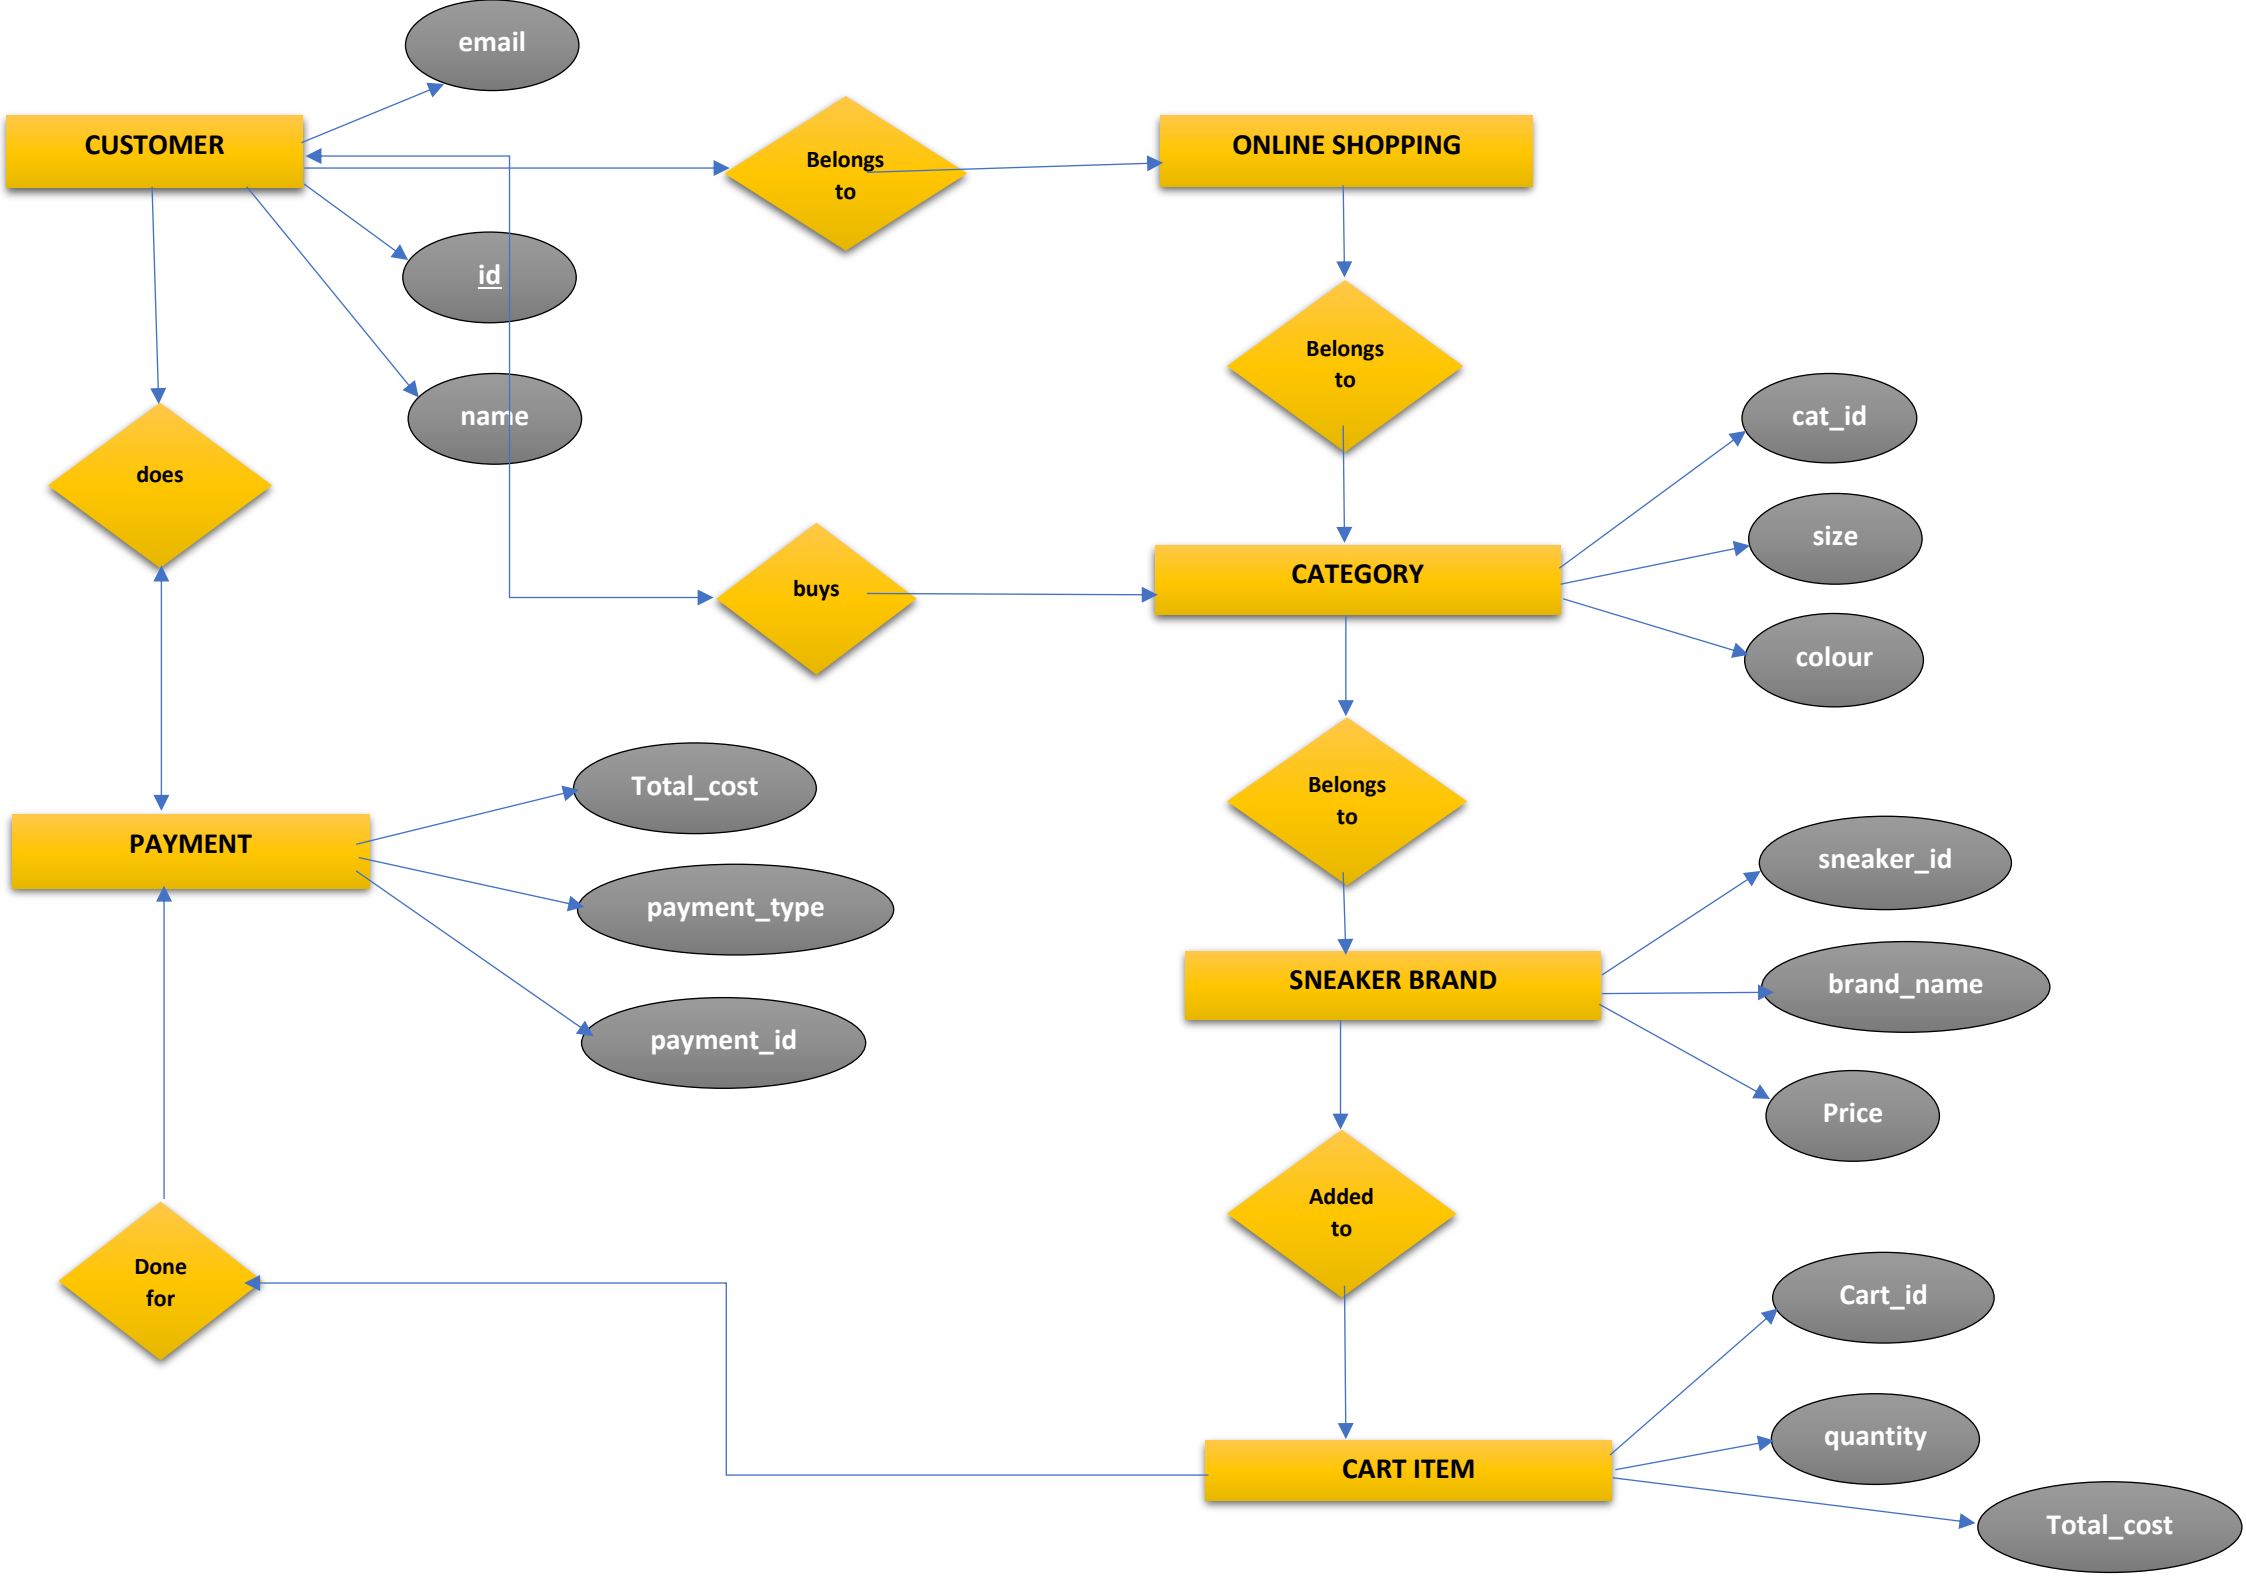 email
CUSTOMER
Belongs
to
ONLINE SHOPPING
id
name
does
Belongs
to
cat_id
size
colour
buys
CATEGORY
Total_cost
payment_type
payment_id
PAYMENT
Belongs
to
sneaker_id
brand_name
Price
SNEAKER BRAND
Added
to
Done
for
Cart_id
quantity
Total_cost
CART ITEM